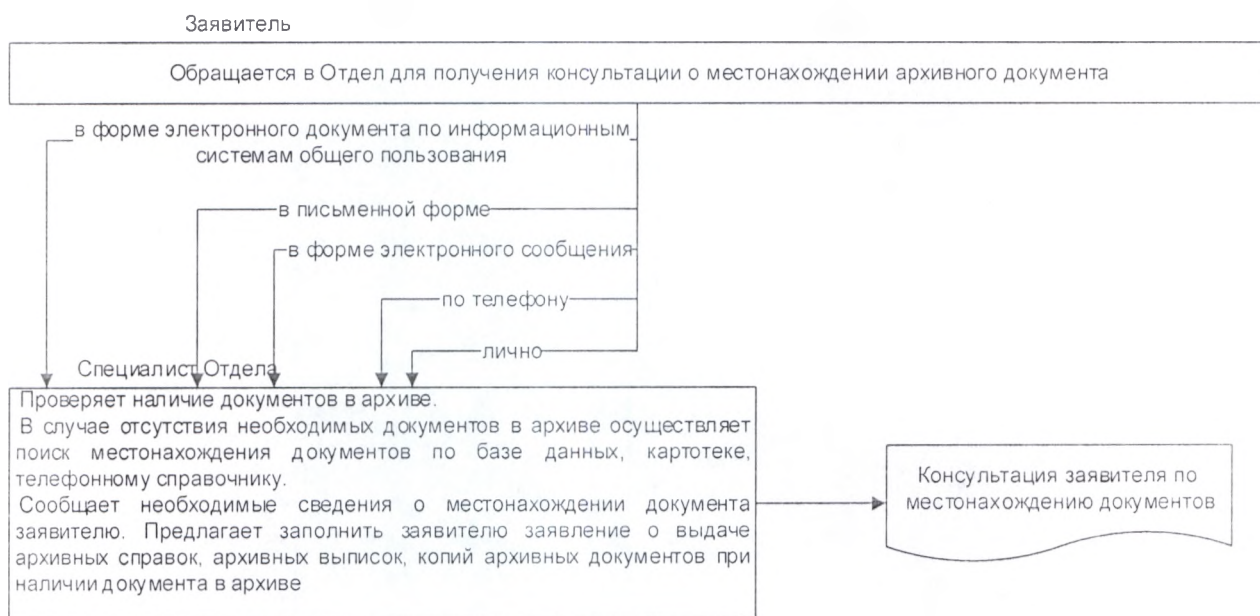 Заявитель
Обращается в Отдел для получения консультации о местонахождении архивного документа
в форме электронного документа по информационным
системам общего пользования
в письменной форме
в форме электронного сообщения
по телефону
лично
Специалист Отдела
Проверяет наличие документов в архиве.
В случае отсутствия необходимых документов в архиве осуществляет
поиск местонахождения документов по базе данных, картотеке,
телефонному справочнику.
Сообщает необходимые сведения о местонахождении документа
заявителю. Предлагает заполнить заявителю заявление о выдаче
архивных справок, архивных выписок, копий архивных документов при
наличии документа в архиве
Консультация заявителя по
местонахождению документов